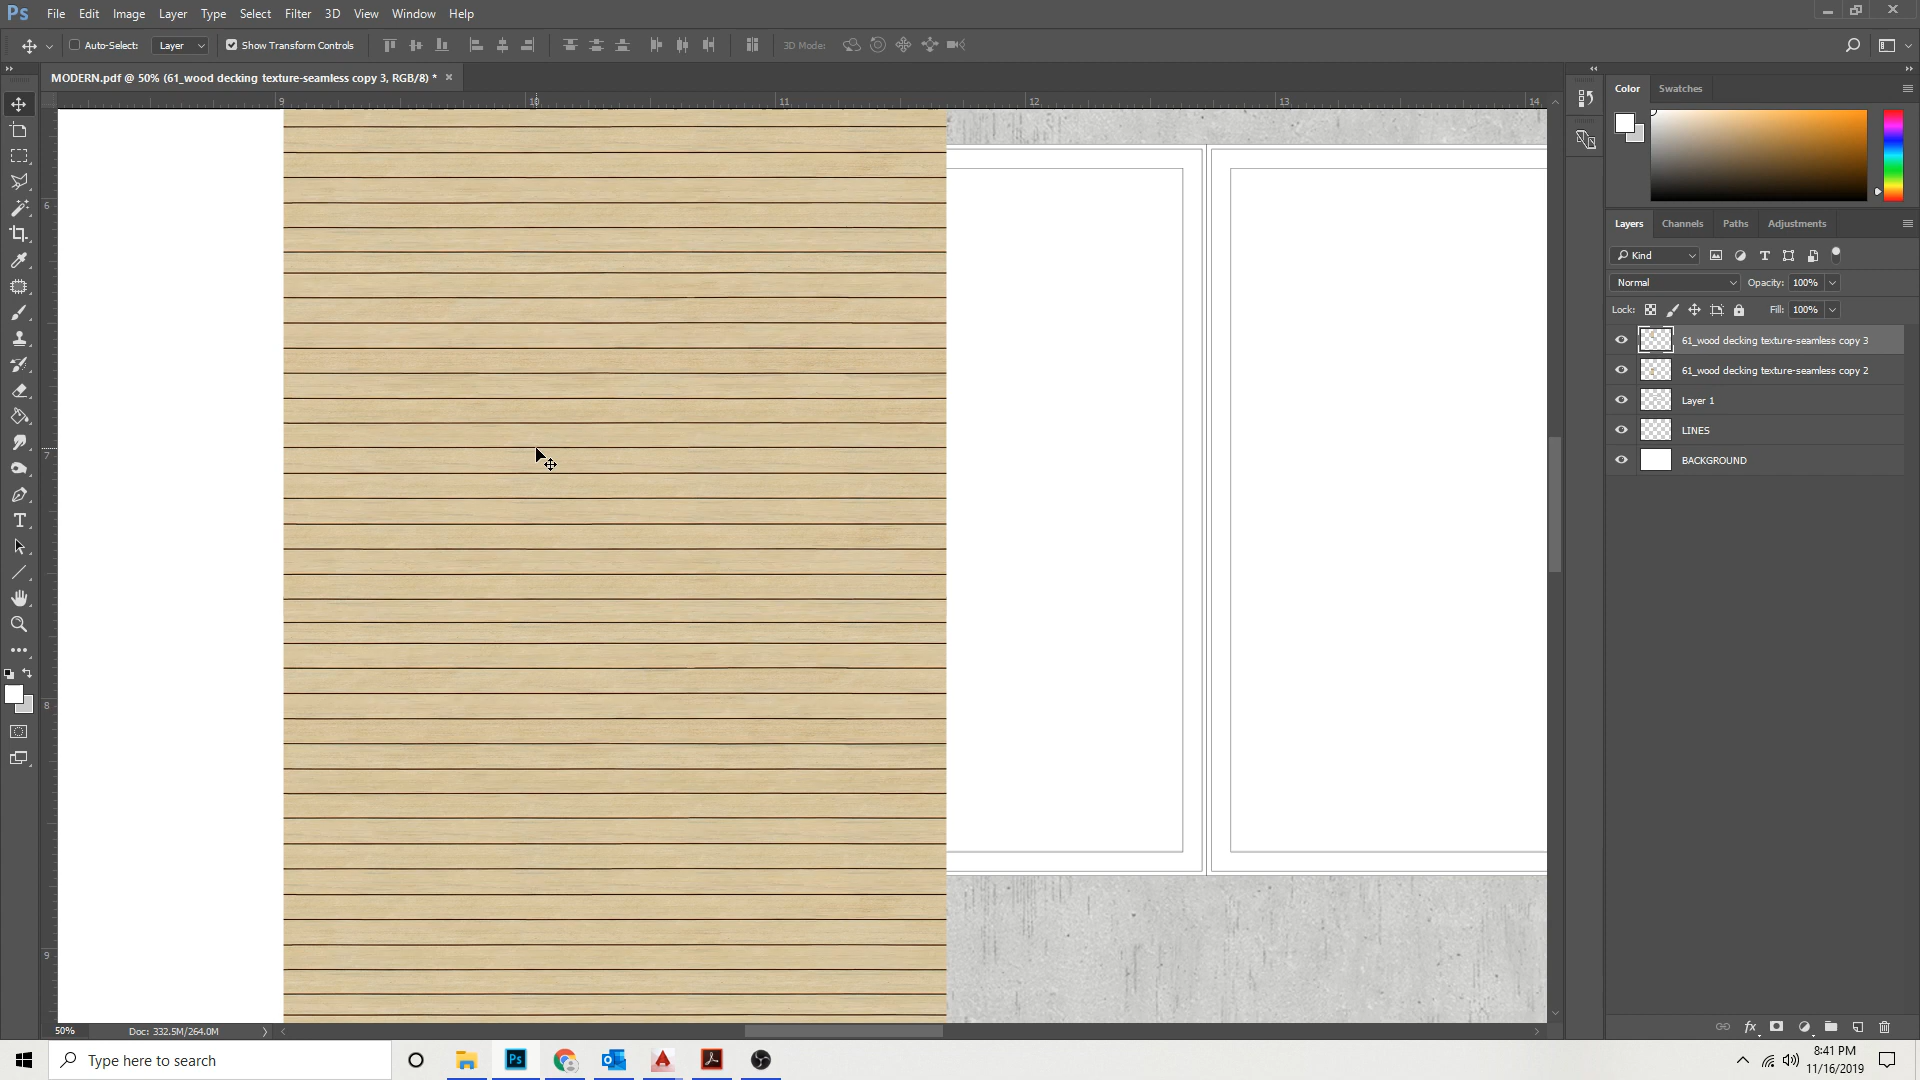 Ps File Edit Image Layer Type Select Filter 3D View Window Help
Auto-Select: Layer Show Transform Controls 3D Mode:
MODERN.pdf @ 50% (61_wood decking texture-seamless copy 3, RGB/8) * ×
9 10 11 12 13 14
6
7
8
9
Color Swatches
Layers Channels Paths Adjustments
Kind
Normal Opacity: 100%
Lock: Fill: 100%
61_wood decking texture-seamless copy 3
61_wood decking texture-seamless copy 2
Layer 1
LINES
BACKGROUND
50% Doc: 332.5M/264.0M
Type here to search
8:41 PM
11/16/2019